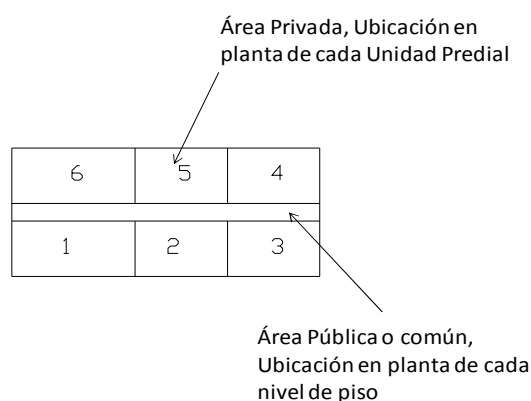 Área Privada, Ubicación en
planta de cada Unidad Predial
6 5 4
1 2 3
Área Pública o común,
Ubicación en planta de cada
nivel de piso